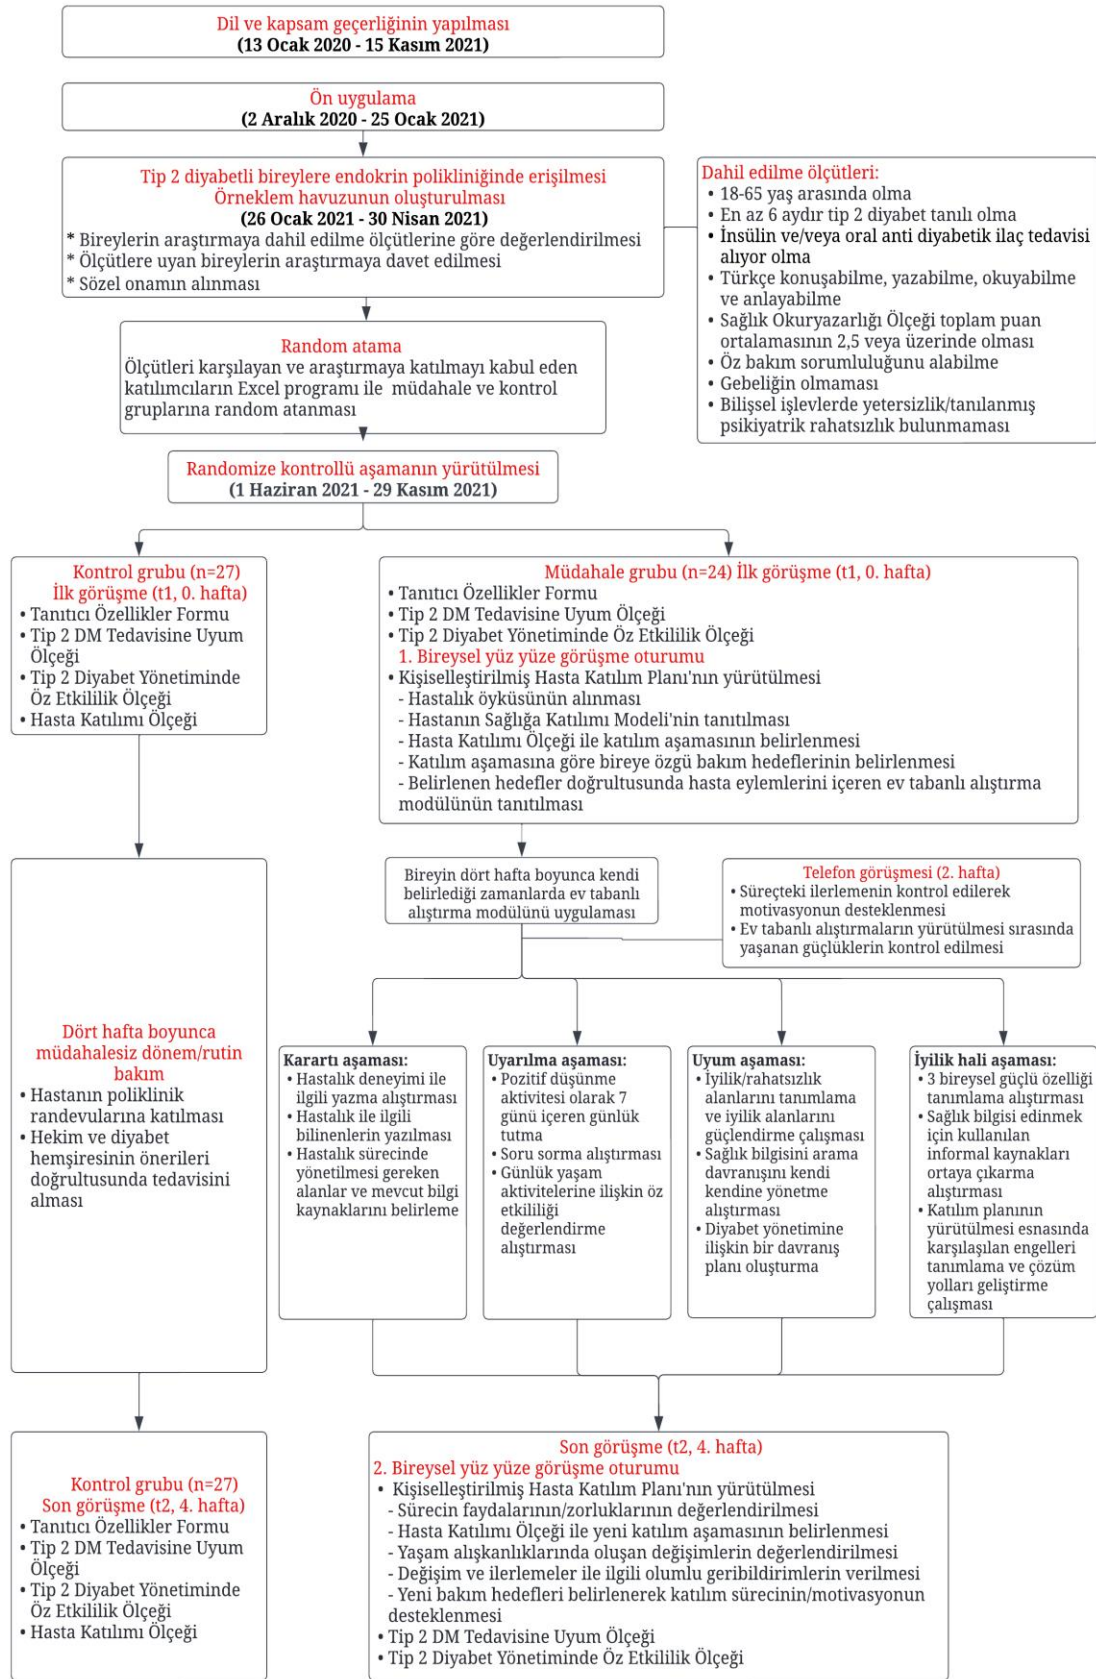 Dil ve kapsam geçerliğinin yapılması
(13 Ocak 2020 - 15 Kasım 2021)
Ön uygulama
(2 Aralık 2020 - 25 Ocak 2021)
Tip 2 diyabetli bireylere endokrin polikliniğinde erişilmesi
Örneklem havuzunun oluşturulması
(26 Ocak 2021 - 30 Nisan 2021)
* Bireylerin araştırmaya dahil edilme ölçütlerine göre değerlendirilmesi
* Ölçütlere uyan bireylerin araştırmaya davet edilmesi
* Sözel onamın alınması
Dahil edilme ölçütleri:
• 18-65 yaş arasında olma
• En az 6 aydır tip 2 diyabet tanılı olma
• İnsülin ve/veya oral anti diyabetik ilaç tedavisi
alıyor olma
• Türkçe konuşabilme, yazabilme, okuyabilme
ve anlayabilme
• Sağlık Okuryazarlığı Ölçeği toplam puan
ortalamasının 2,5 veya üzerinde olması
• Öz bakım sorumluluğunu alabilme
• Gebeliğin olmaması
• Bilişsel işlevlerde yetersizlik/tanılanmış
psikiyatrik rahatsızlık bulunmaması
Random atama
Ölçütleri karşılayan ve araştırmaya katılmayı kabul eden
katılımcıların Excel programı ile müdahale ve kontrol
gruplarına random atanması
Randomize kontrollü aşamanın yürütülmesi
(1 Haziran 2021 - 29 Kasım 2021)
Kontrol grubu (n=27)
İlk görüşme (t1, 0. hafta)
• Tanıtıcı Özellikler Formu
• Tip 2 DM Tedavisine Uyum
Ölçeği
• Tip 2 Diyabet Yönetiminde
Öz Etkililik Ölçeği
• Hasta Katılımı Ölçeği
Müdahale grubu (n=24) İlk görüşme (t1, 0. hafta)
• Tanıtıcı Özellikler Formu
• Tip 2 DM Tedavisine Uyum Ölçeği
• Tip 2 Diyabet Yönetiminde Öz Etkililik Ölçeği
1. Bireysel yüz yüze görüşme oturumu
• Kişiselleştirilmiş Hasta Katılım Planı'nın yürütülmesi
- Hastalık öyküsünün alınması
- Hastanın Sağlığa Katılımı Modeli'nin tanıtılması
- Hasta Katılımı Ölçeği ile katılım aşamasının belirlenmesi
- Katılım aşamasına göre bireye özgü bakım hedeflerinin belirlenmesi
- Belirlenen hedefler doğrultusunda hasta eylemlerini içeren ev tabanlı alıştırma
modülünün tanıtılması
Bireyin dört hafta boyunca kendi
belirlediği zamanlarda ev tabanlı
alıştırma modülünü uygulaması
Telefon görüşmesi (2. hafta)
• Süreçteki ilerlemenin kontrol edilerek
motivasyonun desteklenmesi
• Ev tabanlı alıştırmaların yürütülmesi sırasında
yaşanan güçlüklerin kontrol edilmesi
Dört hafta boyunca
müdahalesiz dönem/rutin
bakım
• Hastanın poliklinik
randevularına katılması
• Hekim ve diyabet
hemşiresinin önerileri
doğrultusunda tedavisini
alması
Karartı aşaması:
• Hastalık deneyimi ile
ilgili yazma alıştırması
• Hastalık ile ilgili
bilinenlerin yazılması
• Hastalık sürecinde
yönetilmesi gereken
alanlar ve mevcut bilgi
kaynaklarını belirleme
Uyarılma aşaması:
• Pozitif düşünme
aktivitesi olarak 7
günü içeren günlük
tutma
• Soru sorma alıştırması
• Günlük yaşam
aktivitelerine ilişkin öz
etkililiği
değerlendirme
alıştırması
Uyum aşaması:
• İyilik/rahatsızlık
alanlarını tanımlama
ve iyilik alanlarını
güçlendirme çalışması
• Sağlık bilgisini arama
davranışını kendi
kendine yönetme
alıştırması
• Diyabet yönetimine
ilişkin bir davranış
planı oluşturma
İyilik hali aşaması:
• 3 bireysel güçlü özelliği
tanımlama alıştırması
• Sağlık bilgisi edinmek
için kullanılan
informal kaynakları
ortaya çıkarma
alıştırması
• Katılım planının
yürütülmesi esnasında
karşılaşılan engelleri
tanımlama ve çözüm
yolları geliştirme
çalışması
Kontrol grubu (n=27)
Son görüşme (t2, 4. hafta)
• Tanıtıcı Özellikler Formu
• Tip 2 DM Tedavisine Uyum
Ölçeği
• Tip 2 Diyabet Yönetiminde
Öz Etkililik Ölçeği
• Hasta Katılımı Ölçeği
Son görüşme (t2, 4. hafta)
2. Bireysel yüz yüze görüşme oturumu
• Kişiselleştirilmiş Hasta Katılım Planı'nın yürütülmesi
- Sürecin faydalarının/zorluklarının değerlendirilmesi
- Hasta Katılımı Ölçeği ile yeni katılım aşamasının belirlenmesi
- Yaşam alışkanlıklarında oluşan değişimlerin değerlendirilmesi
- Değişim ve ilerlemeler ile ilgili olumlu geribildirimlerin verilmesi
- Yeni bakım hedefleri belirlenerek katılım sürecinin/motivasyonun
desteklenmesi
• Tip 2 DM Tedavisine Uyum Ölçeği
• Tip 2 Diyabet Yönetiminde Öz Etkililik Ölçeği